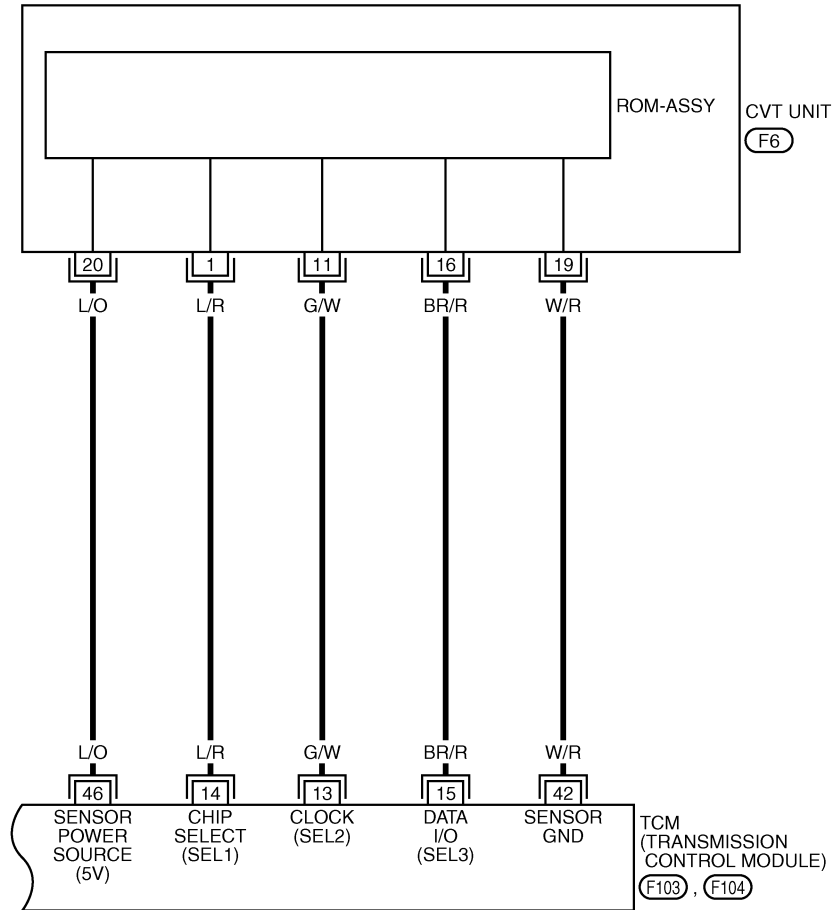 ROM-ASSY
CVT UNIT
F6
20 1 11 16 19
L/O L/R G/W BR/R W/R
L/O L/R G/W BR/R W/R
46 14 13 15 42
SENSOR
POWER
SOURCE
(5V)
CHIP
SELECT
(SEL1)
CLOCK
(SEL2)
DATA
I/O
(SEL3)
SENSOR
GND
TCM
(TRANSMISSION
CONTROL MODULE)
F103 , F104